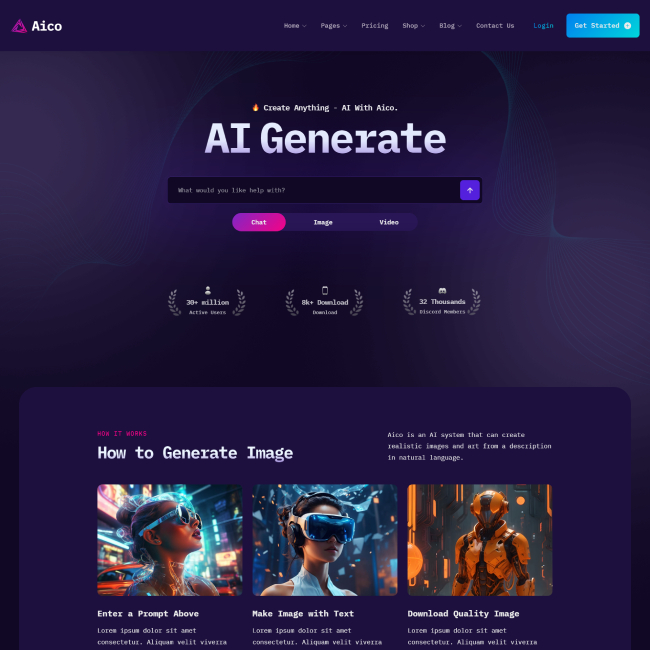 Aico
Home Pages Pricing Shop Blog Contact Us Login Get Started
🔥 Create Anything - AI With Aico.
AI Generate
What would you like help with?
Chat Image Video
30+ million
Active Users
8k+ Download
Download
32 Thousands
Discord Members
HOW IT WORKS
How to Generate Image
Aico is an AI system that can create
realistic images and art from a description
in natural language.
Enter a Prompt Above
Lorem ipsum dolor sit amet
consectetur. Aliquam velit viverra
Make Image with Text
Lorem ipsum dolor sit amet
consectetur. Aliquam velit viverra
Download Quality Image
Lorem ipsum dolor sit amet
consectetur. Aliquam velit viverra